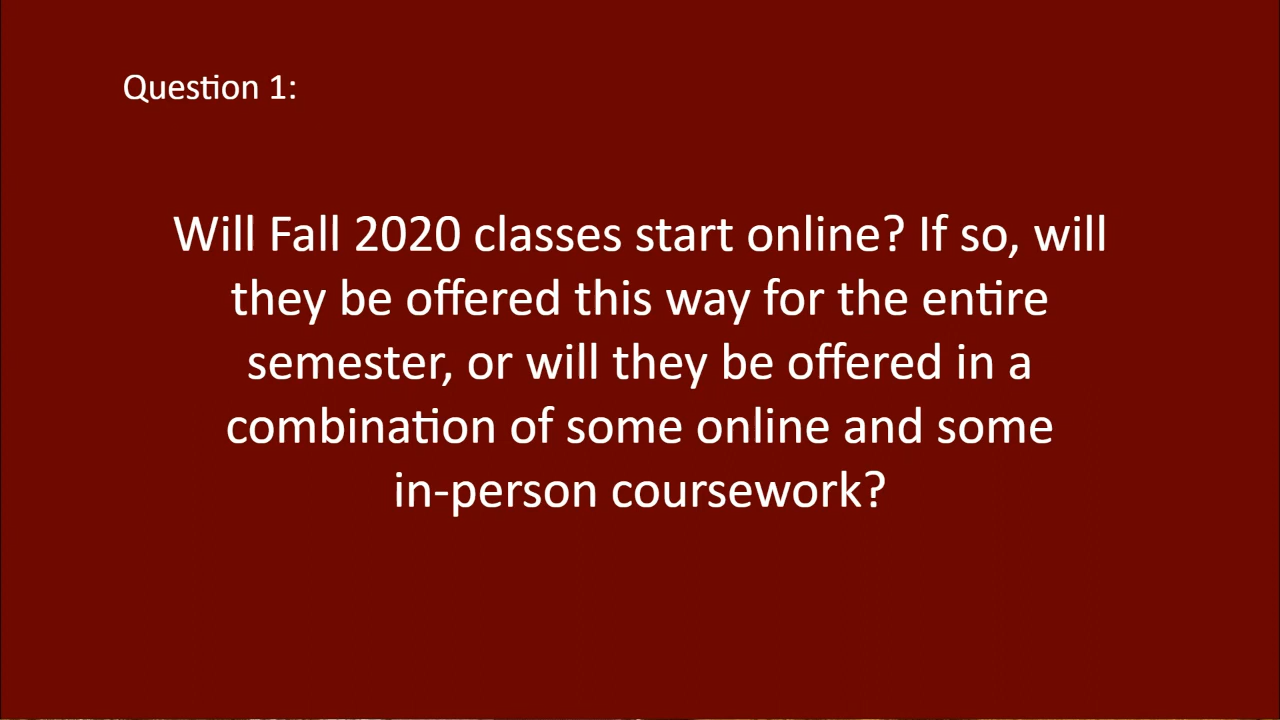 Question 1:
Will Fall 2020 classes start online? If so, will
they be offered this way for the entire
semester, or will they be offered in a
combination of some online and some
in-person coursework?